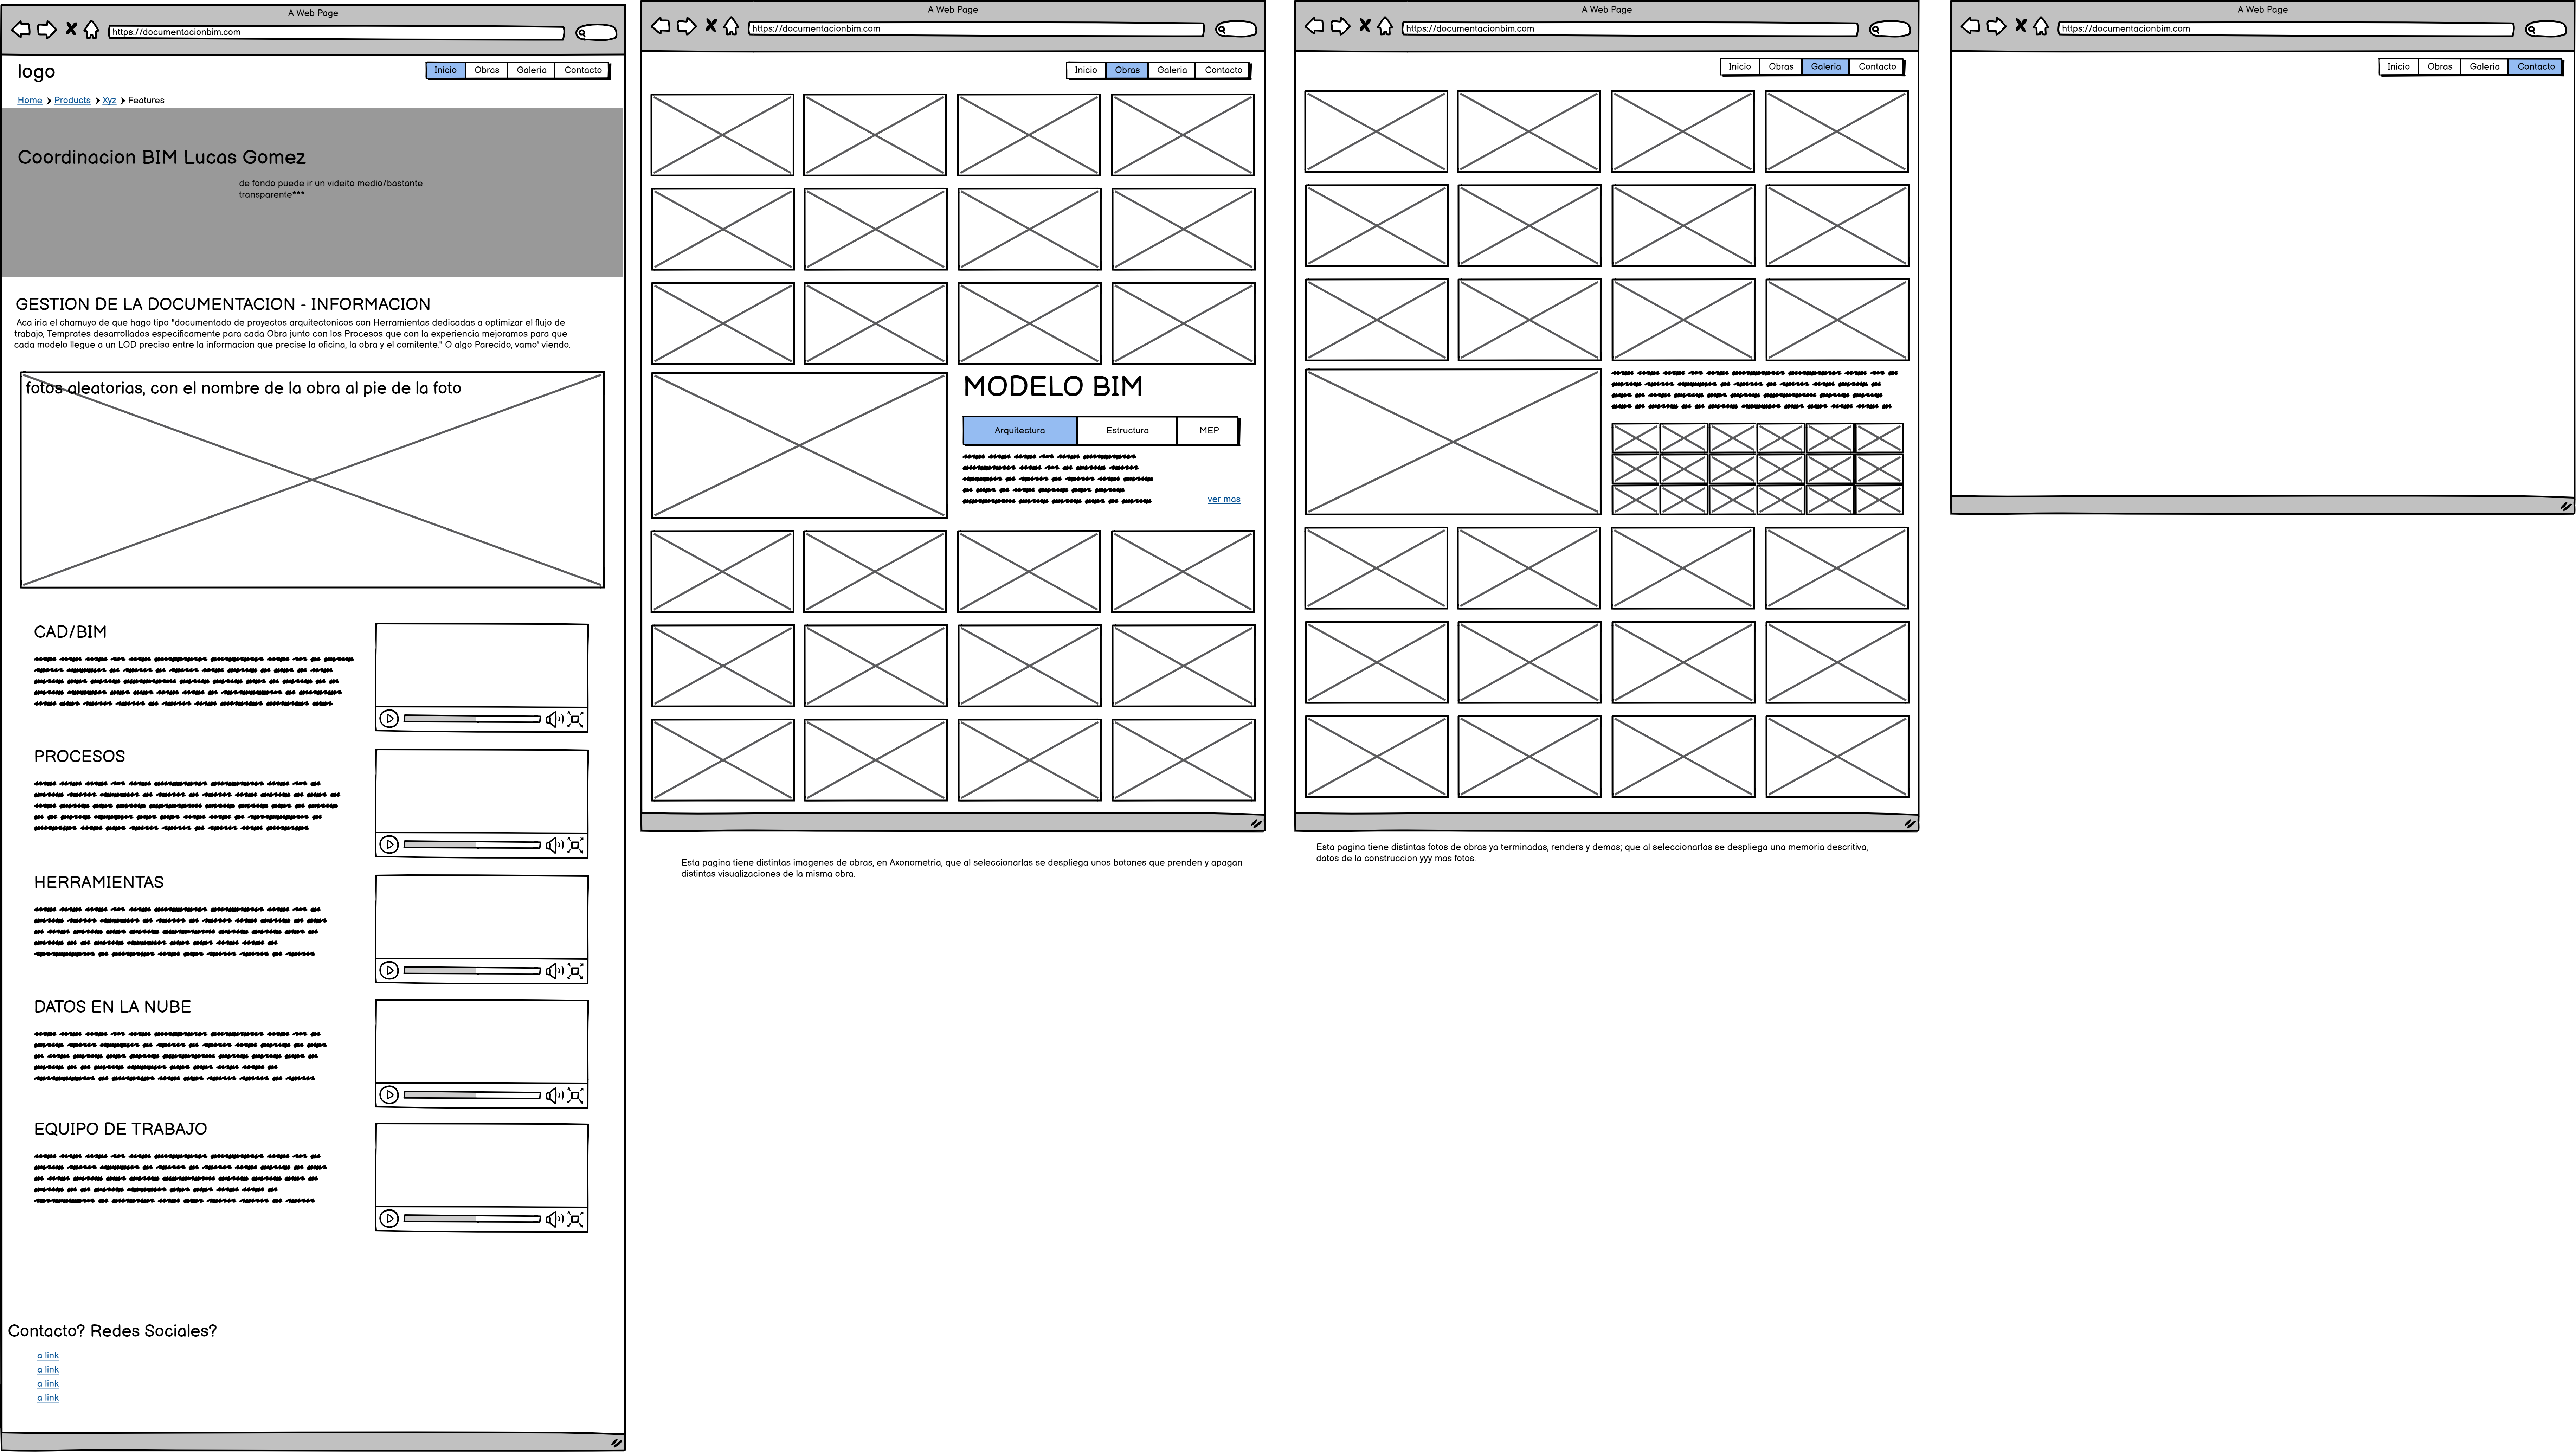 A Web Page
https://documentacionbim.com
logo
Inicio Obras Galeria Contacto
Home Products Xyz Features
Coordinacion BIM Lucas Gomez
de fondo puede ir un videito medio/bastante
transparente***
GESTION DE LA DOCUMENTACION - INFORMACION
Aca iria el chamuyo de que hago tipo "documentado de proyectos arquitectonicos con Herramientas dedicadas a optimizar el flujo de
trabajo, Temprates desarrollados especificamente para cada Obra junto con los Procesos que con la experiencia mejoramos para que
cada modelo llegue a un LOD preciso entre la informacion que precise la oficina, la obra y el comitente." O algo Parecido, vamo' viendo.
fotos aleatorias, con el nombre de la obra al pie de la foto
CAD/BIM
PROCESOS
HERRAMIENTAS
DATOS EN LA NUBE
EQUIPO DE TRABAJO
Contacto? Redes Sociales?
a link
a link
a link
a link
A Web Page
https://documentacionbim.com
Inicio Obras Galeria Contacto
MODELO BIM
Arquitectura Estructura MEP
ver mas
Esta pagina tiene distintas imagenes de obras, en Axonometria, que al seleccionarlas se despliega unos botones que prenden y apagan
distintas visualizaciones de la misma obra.
A Web Page
https://documentacionbim.com
Inicio Obras Galeria Contacto
Esta pagina tiene distintas fotos de obras ya terminadas, renders y demas; que al seleccionarlas se despliega una memoria descritiva,
datos de la construccion yyy mas fotos.
A Web Page
https://documentacionbim.com
Inicio Obras Galeria Contacto